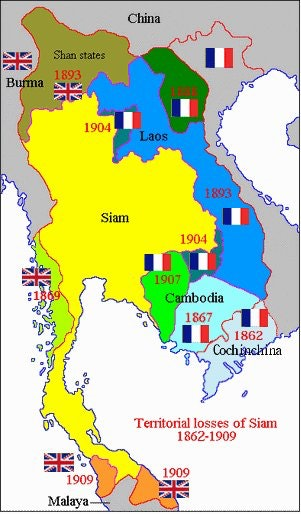 China
Shan states
Burma
1893
1904
Laos
1893
Siam
1904
1907
1869
Cambodia
1867
1862
Cochinchina
Territorial losses of Siam
1862-1909
1909
1909
Malaya